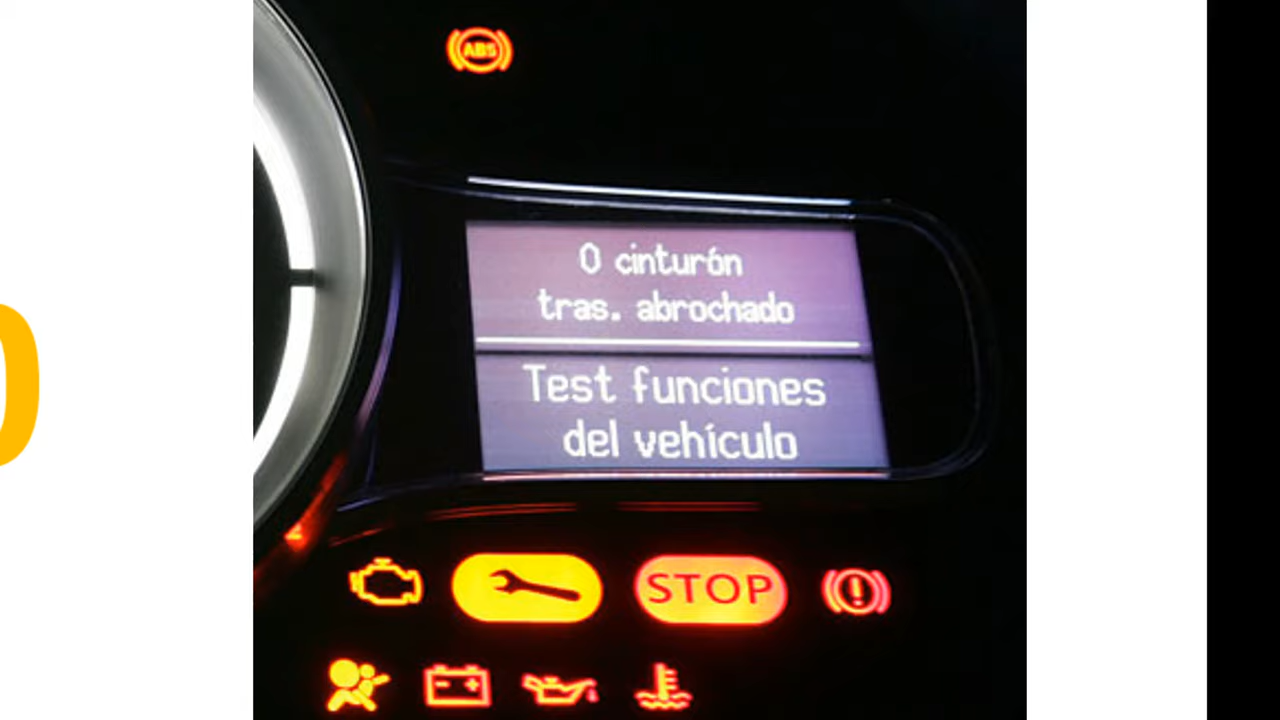 ABS
0 cinturón
tras. abrochado
Test funciones
del vehículo
STOP